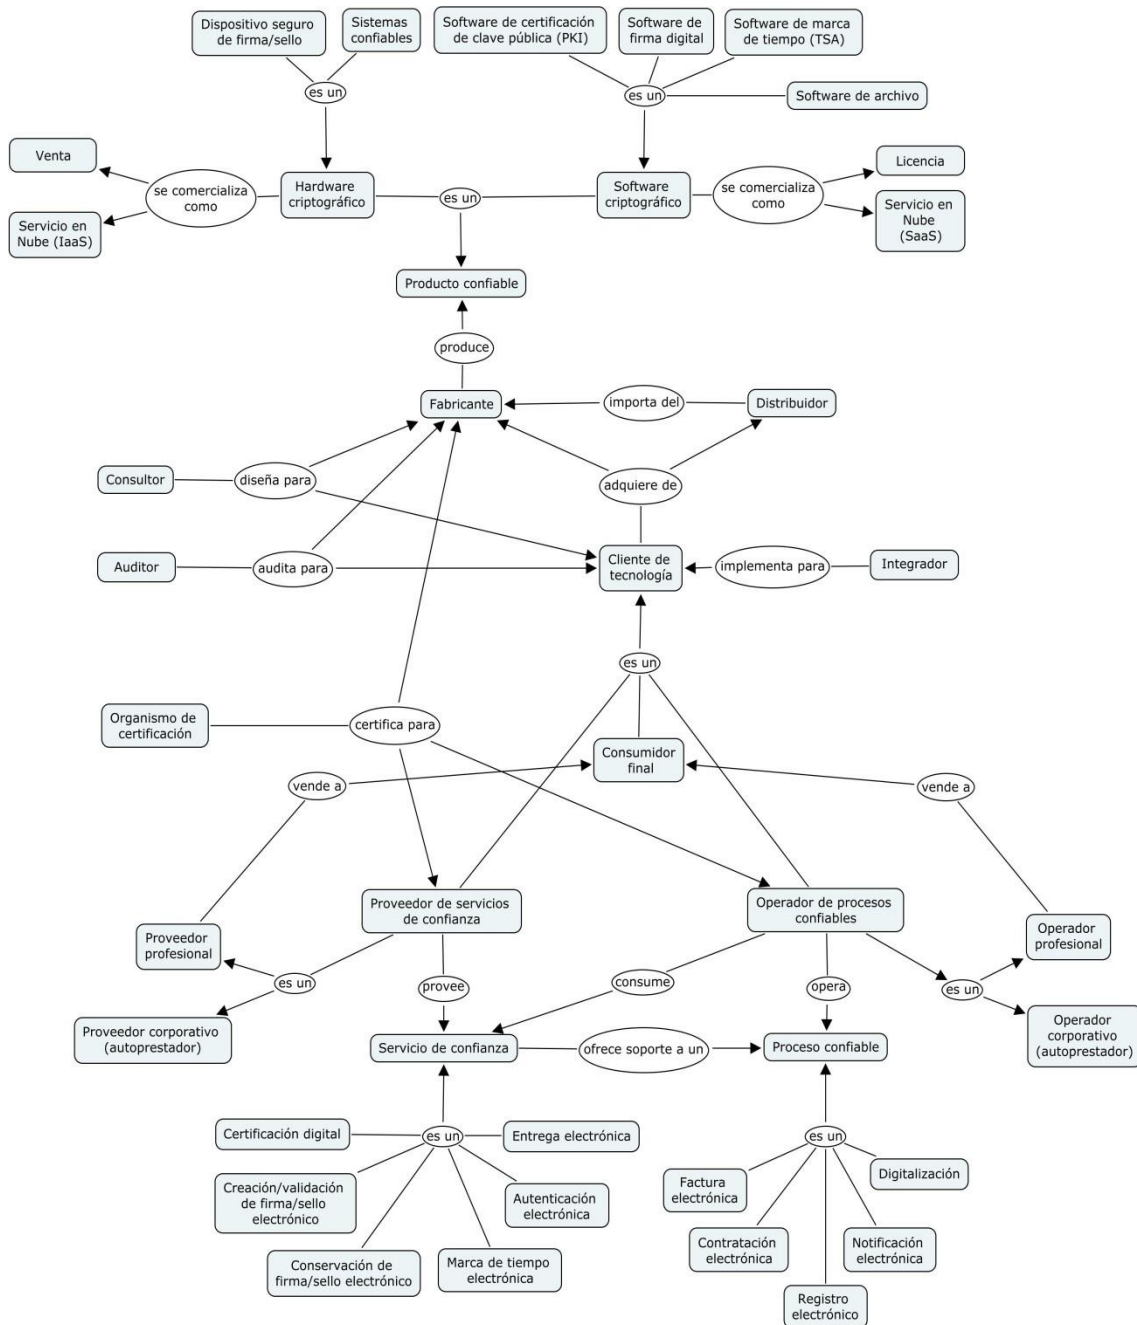 Dispositivo seguro
de firma/sello
Sistemas
confiables
Software de certificación
de clave pública (PKI)
Software de
firma digital
Software de marca
de tiempo (TSA)
es un
es un
Software de archivo
Venta
se comercializa
como
Servicio en
Nube (IaaS)
Hardware
criptográfico
es un
Software
criptográfico
se comercializa
como
Licencia
Servicio en
Nube
(SaaS)
Producto confiable
produce
Fabricante
importa del
Distribuidor
Consultor
diseña para
adquiere de
Auditor
audita para
Cliente de
tecnología
implementa para
Integrador
es un
Organismo de
certificación
certifica para
Consumidor
final
vende a
vende a
Proveedor de servicios
de confianza
Operador de procesos
confiables
Proveedor
profesional
Operador
profesional
es un
provee
consume
opera
es un
Proveedor corporativo
(autoprestador)
Operador
corporativo
(autoprestador)
Servicio de confianza
ofrece soporte a un
Proceso confiable
Certificación digital
es un
Entrega electrónica
es un
Creación/validación
de firma/sello
electrónico
Autenticación
electrónica
Conservación de
firma/sello electrónico
Marca de tiempo
electrónica
Factura
electrónica
Digitalización
Contratación
electrónica
Notificación
electrónica
Registro
electrónico